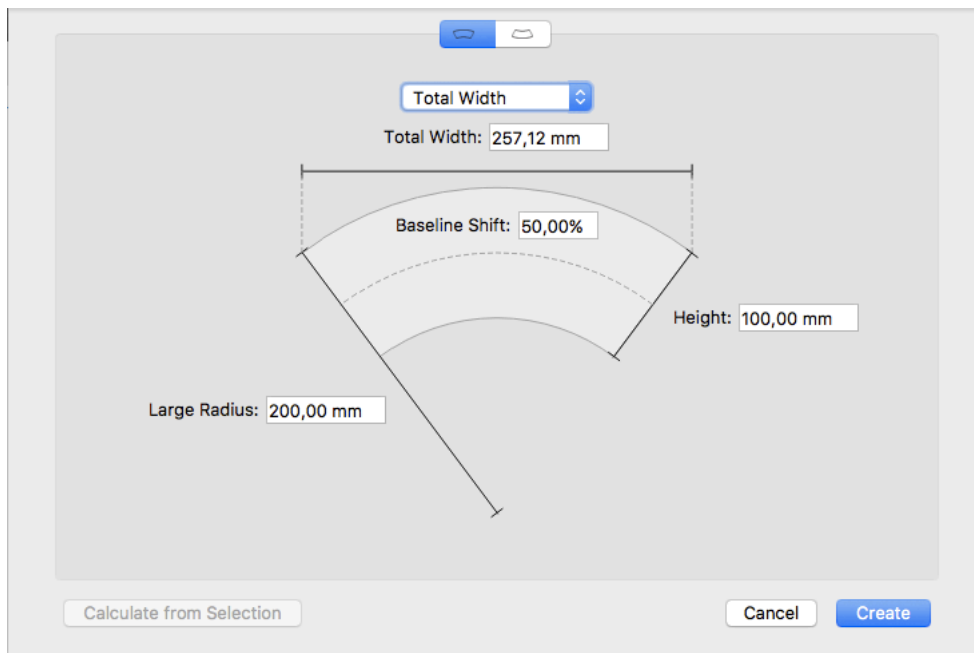 Total Width
Total Width: 257,12 mm
Baseline Shift: 50,00%
Height: 100,00 mm
Large Radius: 200,00 mm
Calculate from Selection
Cancel
Create